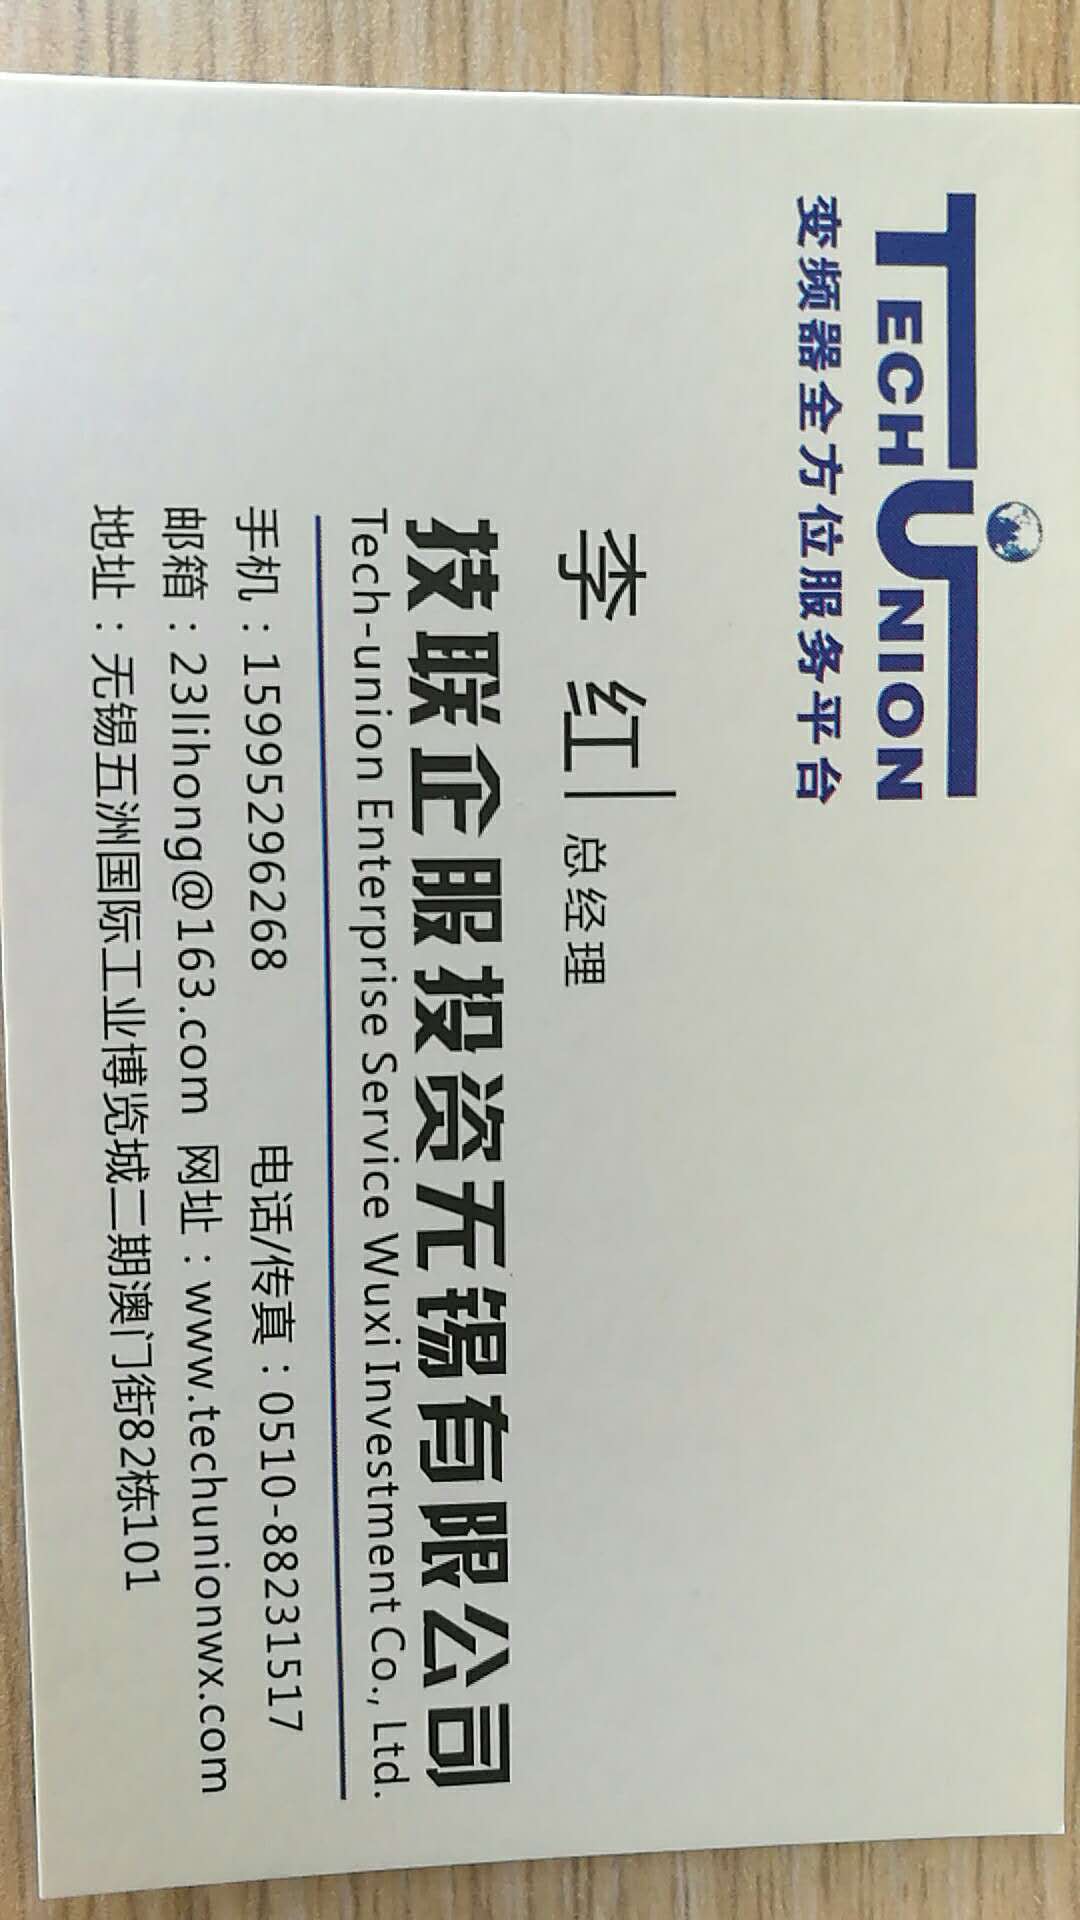 TECHUNION
变频器全方位服务平台
李 红 总经理
技联企服投资无锡有限公司
Tech-union Enterprise Service Wuxi Investment Co., Ltd.
手机：15995296268 电话/传真：0510-88231517
邮箱：23lihong@163.com 网址：www.techunionwx.com
地址：无锡五洲国际工业博览城二期澳门街82栋101